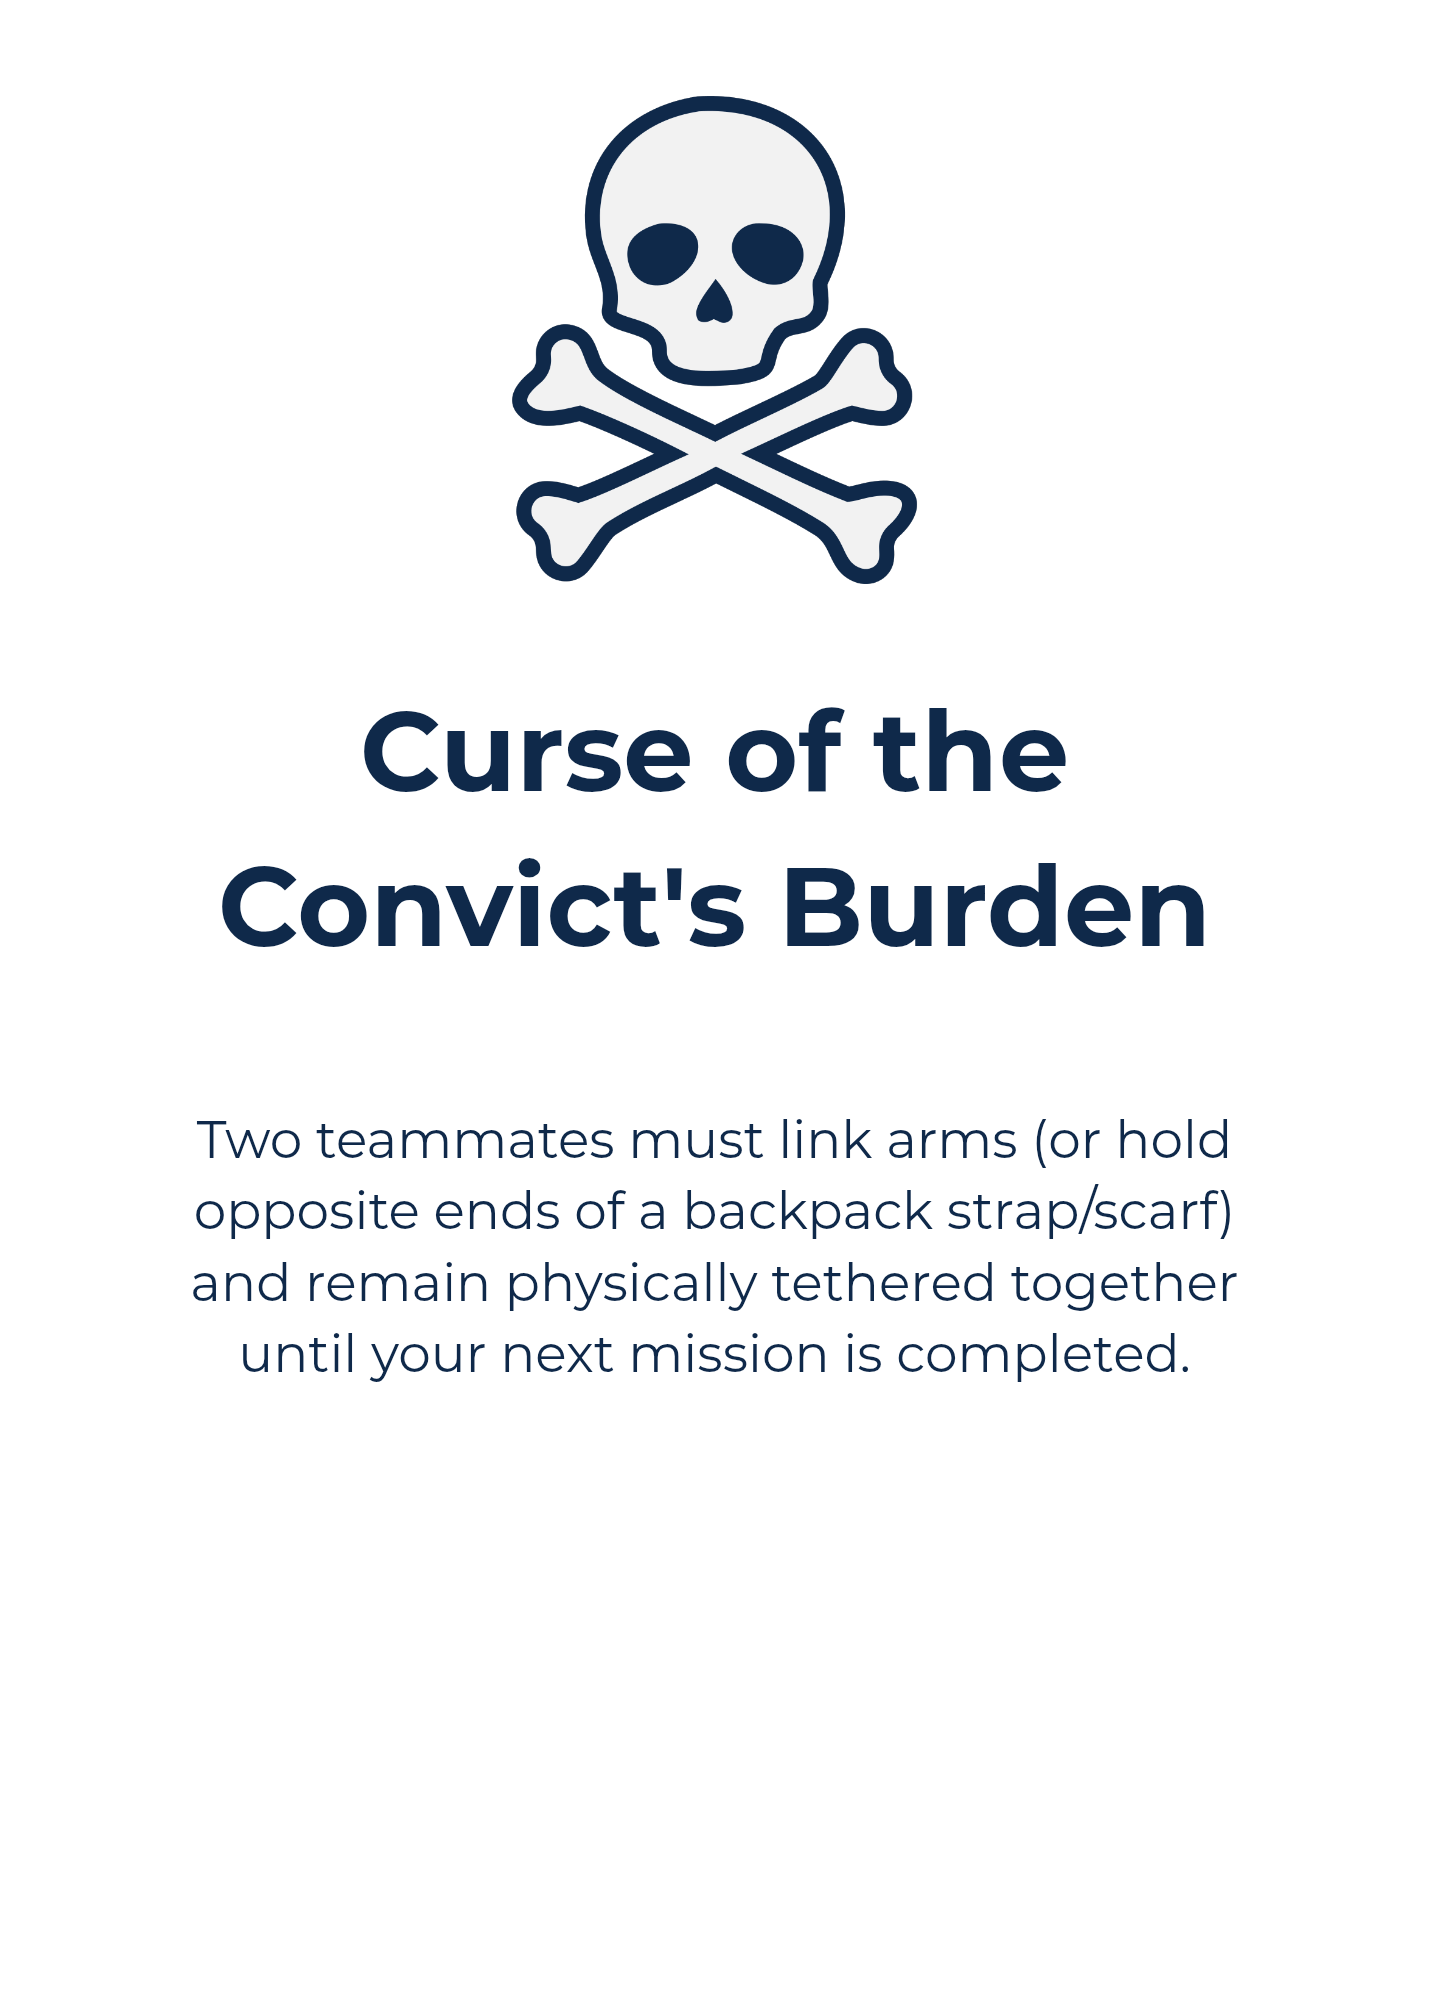 Curse of the
Convict's Burden
Two teammates must link arms (or hold
opposite ends of a backpack strap/scarf)
and remain physically tethered together
until your next mission is completed.